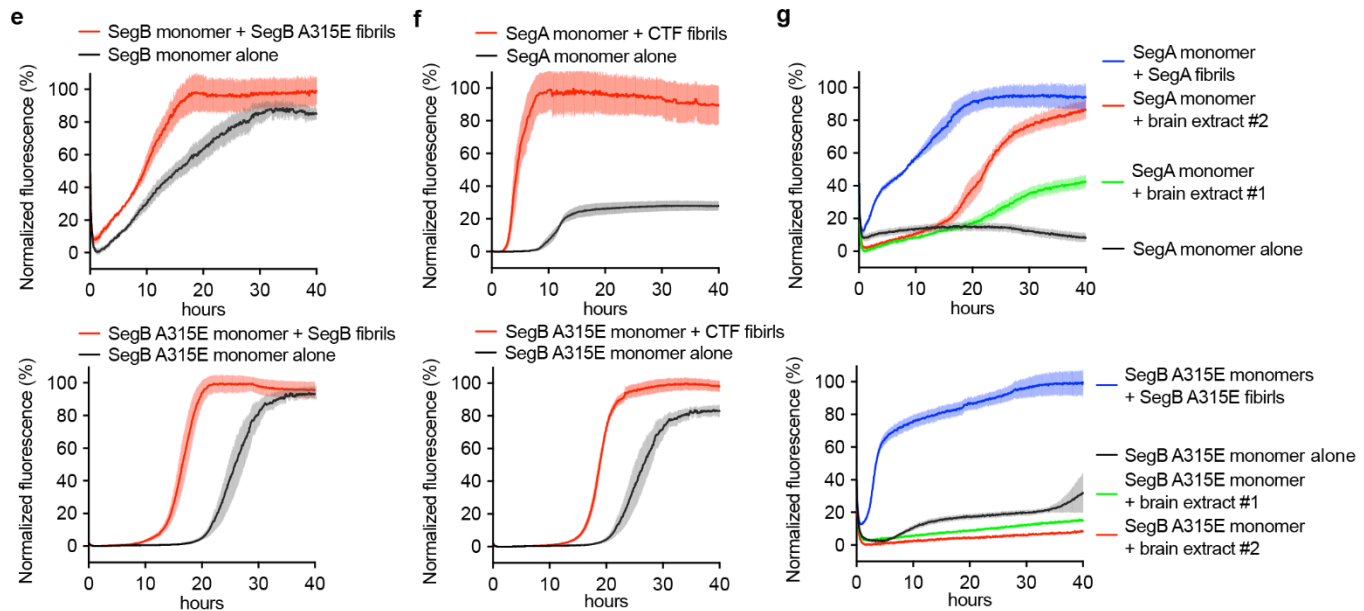 e
SegB monomer + SegB A315E fibrils
SegB monomer alone
Normalized fluorescence (%)
100
80
60
40
20
0
0 10 20 30 40
hours
SegB A315E monomer + SegB fibrils
SegB A315E monomer alone
Normalized fluorescence (%)
100
80
60
40
20
0
0 10 20 30 40
hours
f
SegA monomer + CTF fibrils
SegA monomer alone
Normalized fluorescence (%)
100
80
60
40
20
0
0 10 20 30 40
hours
SegB A315E monomer + CTF fibirls
SegB A315E monomer alone
Normalized fluorescence (%)
100
80
60
40
20
0
0 10 20 30 40
hours
g
Normalized fluorescence (%)
100
80
60
40
20
0
0 10 20 30 40
hours
SegA monomer
+ SegA fibrils
SegA monomer
+ brain extract #2
SegA monomer
+ brain extract #1
SegA monomer alone
Normalized fluorescence (%)
100
80
60
40
20
0
0 10 20 30 40
hours
SegB A315E monomers
+ SegB A315E fibirls
SegB A315E monomer alone
SegB A315E monomer
+ brain extract #1
SegB A315E monomer
+ brain extract #2